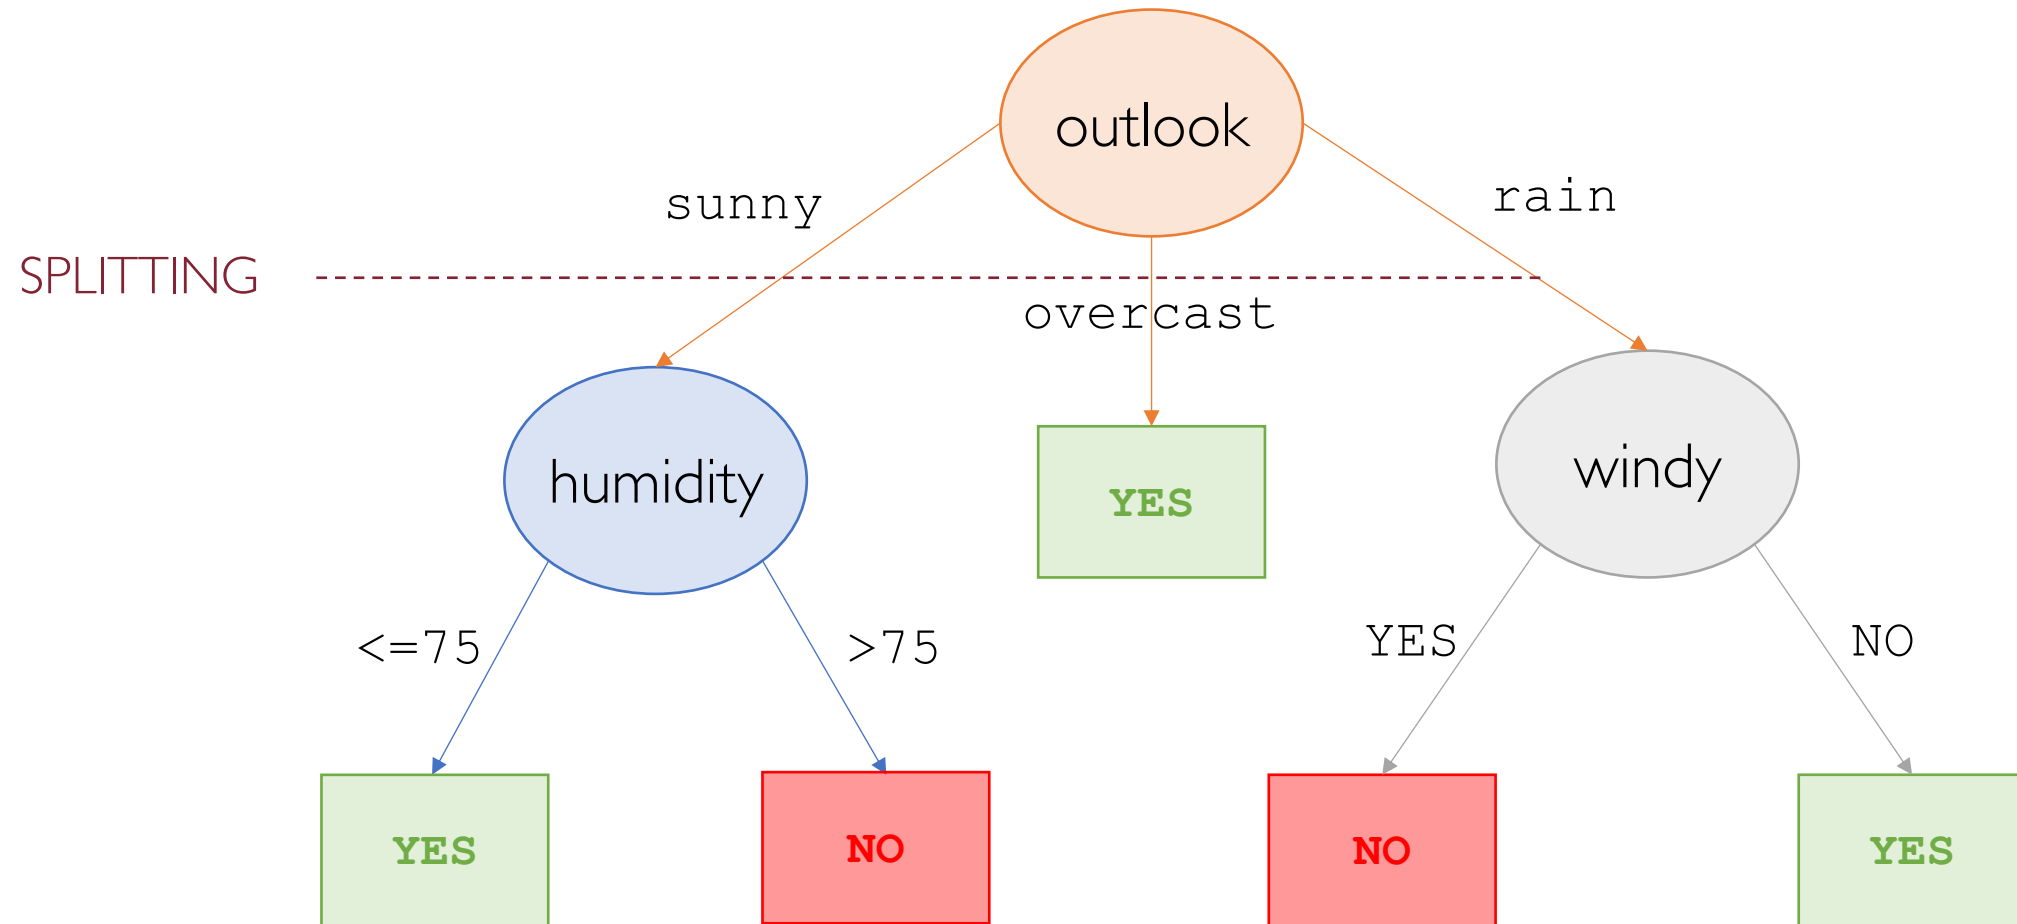 outlook
sunny
rain
SPLITTING
overcast
humidity
YES
windy
<=75
>75
YES
NO
YES
NO
NO
YES